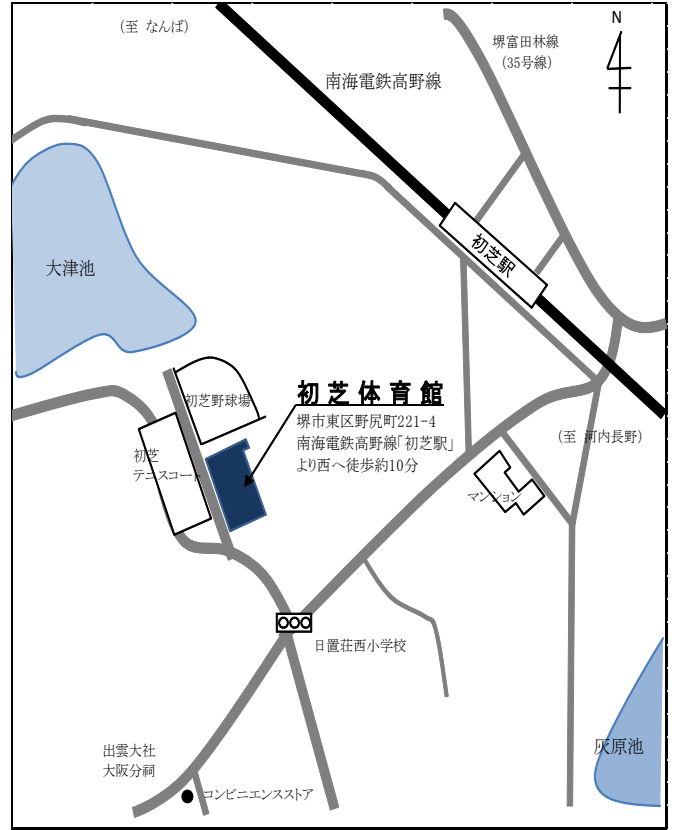 N
(至 なんば)
堺富田林線
(35号線)
南海電鉄高野線
初芝駅
大津池
初芝体育館
初芝野球場
堺市東区野尻町221-4
南海電鉄高野線「初芝駅」
より西へ徒歩約10分
(至 河内長野)
初芝
テニスコート
マンション
日置荘西小学校
出雲大社
大阪分祠
灰原池
コンビニエンスストア